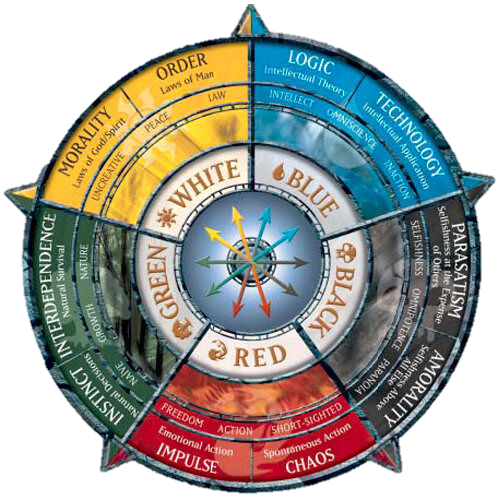 MORALITY
Laws of God/Spirit
ORDER
Laws of Man
UNCREATIVE
PEACE
LAW
WHITE
LOGIC
Intellectual Theory
TECHNOLOGY
Intellectual Application
INTELLECT
OMNISCIENCE
INACTION
BLUE
PARASATISM
Selfishness at the Expense
of Others
AMORALITY
Selfishness Above
All Else
SELFISHNESS
OMNIPOTENCE
PARANOIA
BLACK
RED
FREEDOM
ACTION
SHORT-SIGHTED
Emotional Action
IMPULSE
Spontaneous Action
CHAOS
GREEN
NATURE
GROWTH
NAIVE
INTERDEPENDENCE
Natural Survival
INSTINCT
Natural Decisions